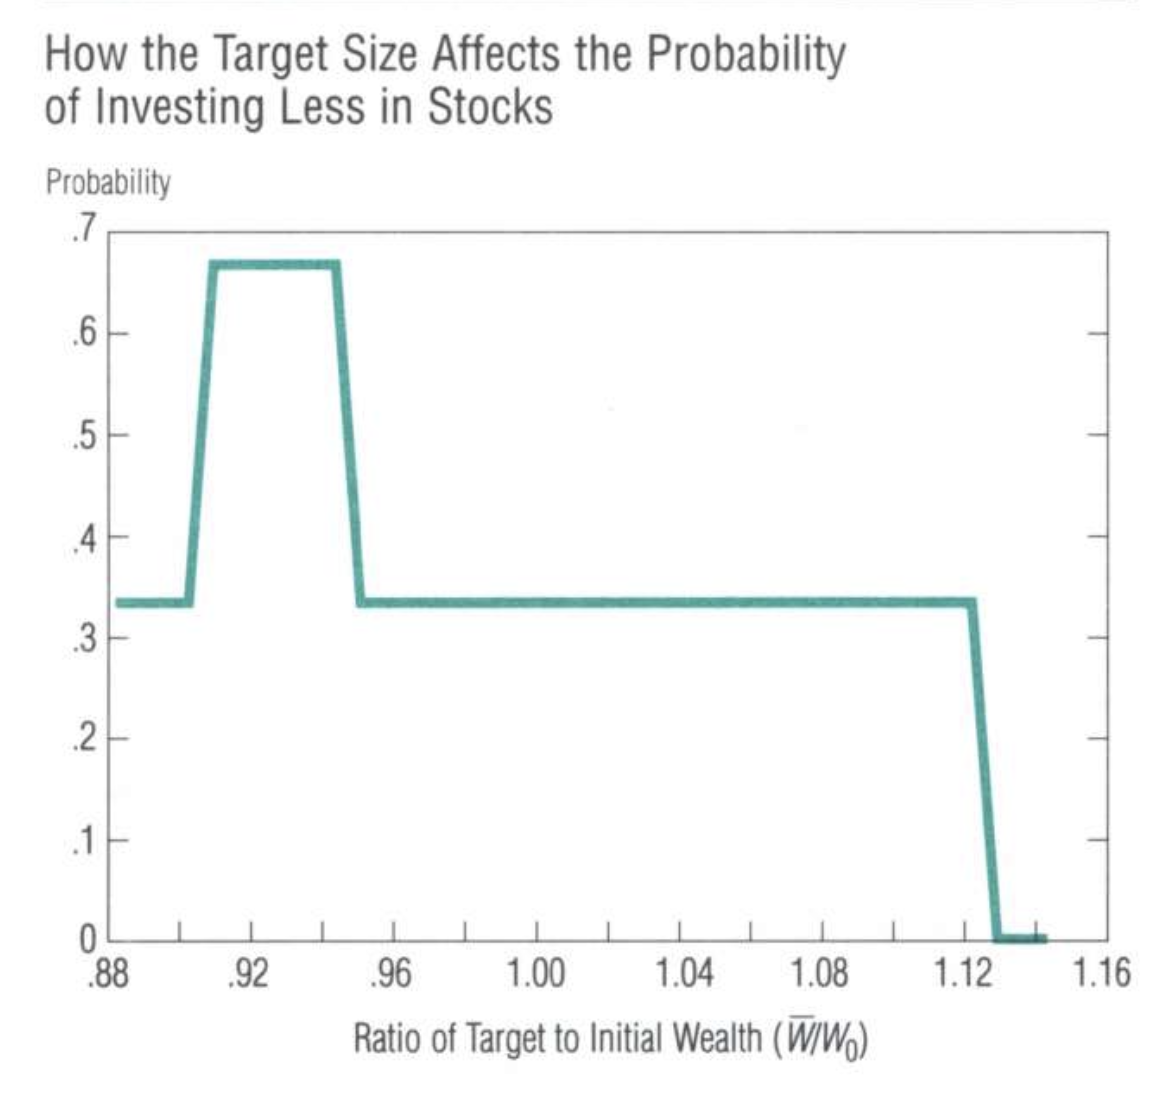 How the Target Size Affects the Probability
of Investing Less in Stocks
Probability
.7
.6
.5
.4
.3
.2
.1
0
.88 .92 .96 1.00 1.04 1.08 1.12 1.16
Ratio of Target to Initial Wealth (W̅/W₀)